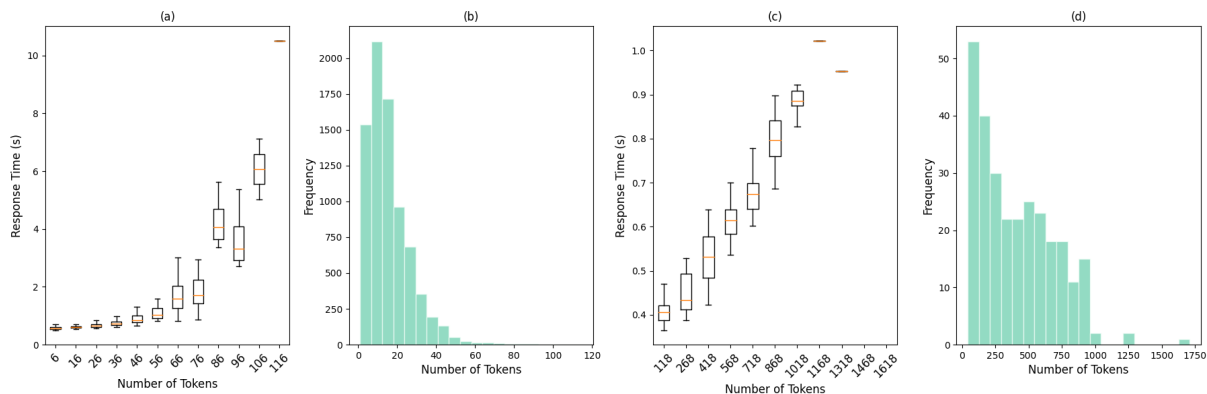 (a)
Response Time (s)
10
8
6
4
2
0
6 16 26 36 46 56 66 76 86 96 106 116
Number of Tokens
(b)
Frequency
2000
1750
1500
1250
1000
750
500
250
0
0 20 40 60 80 100 120
Number of Tokens
(c)
Response Time (s)
1.0
0.9
0.8
0.7
0.6
0.5
0.4
118 268 418 568 718 868 1018 1168 1318 1468 1618
Number of Tokens
(d)
Frequency
50
40
30
20
10
0
0 250 500 750 1000 1250 1500 1750
Number of Tokens